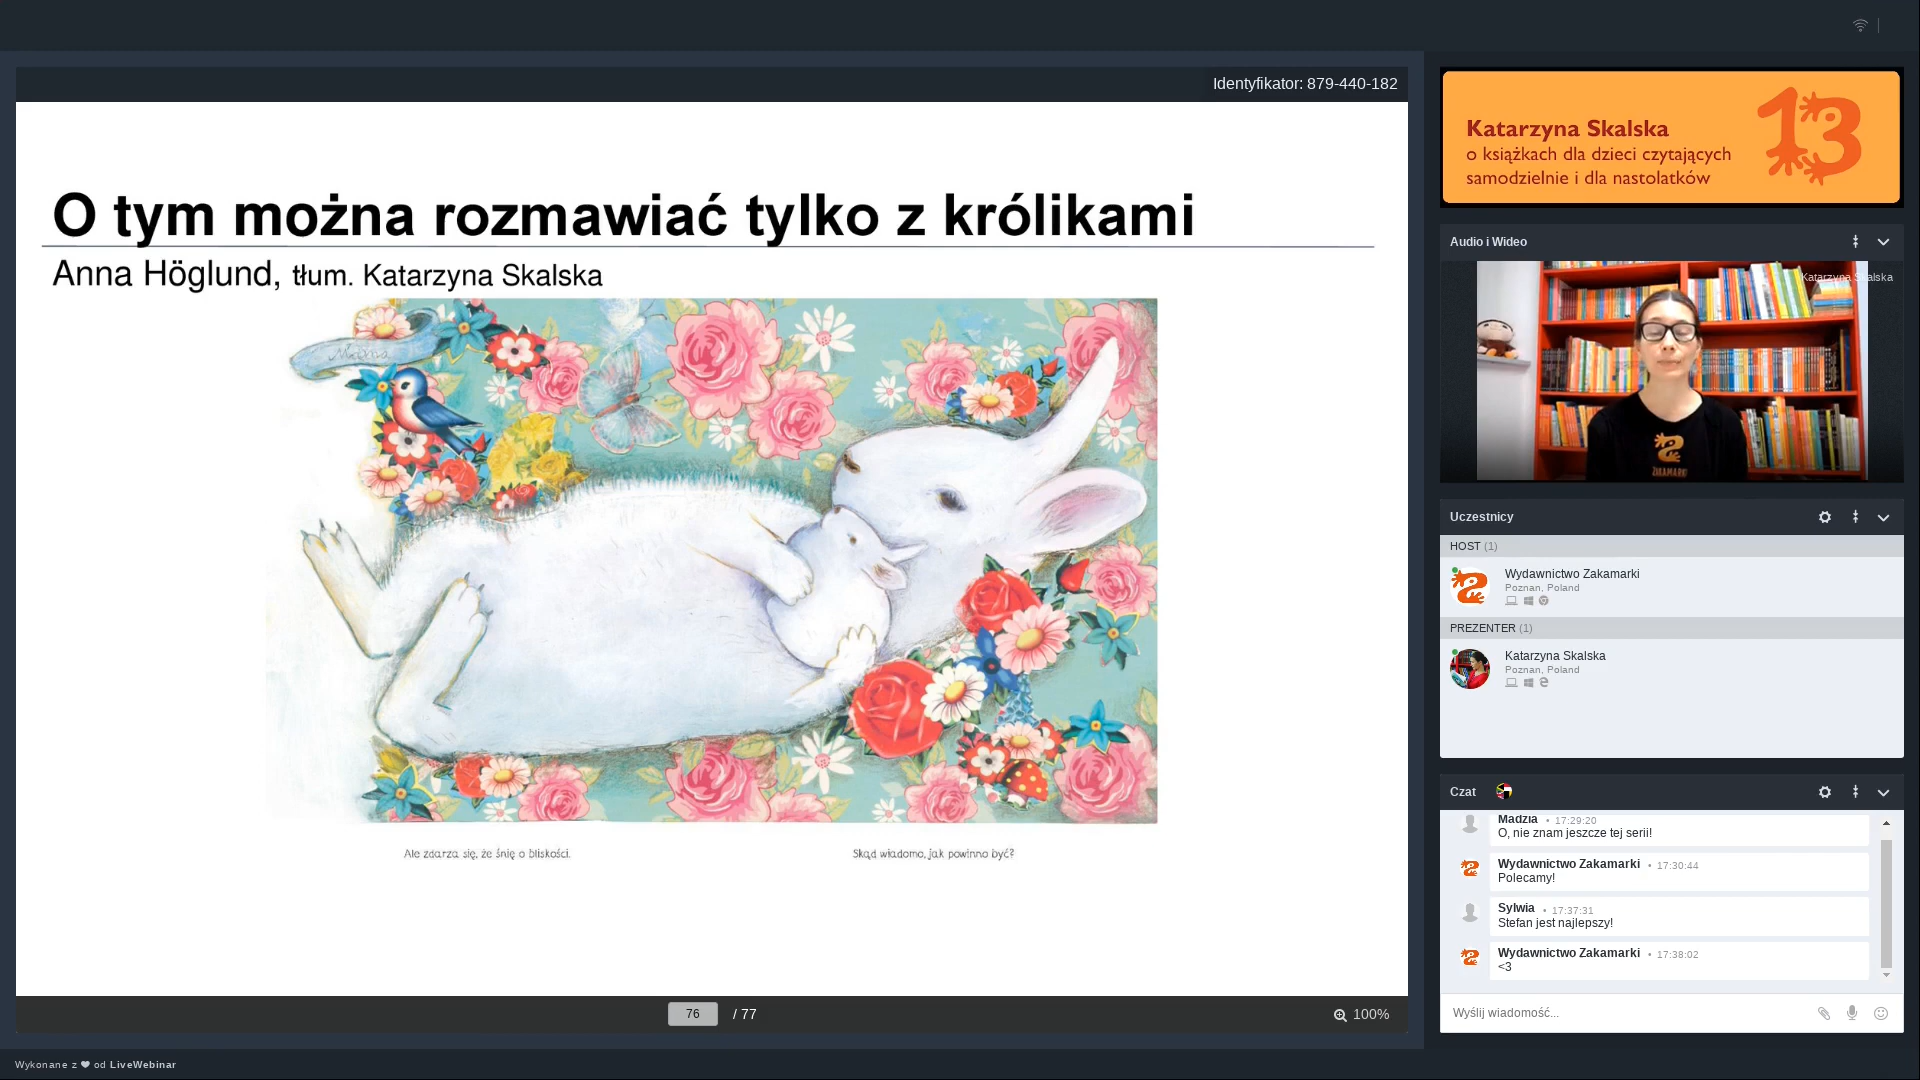 Identyfikator: 879-440-182
O tym można rozmawiać tylko z królikami
Anna Höglund, tłum. Katarzyna Skalska
Mama
Ale zdarza się, że śnię o bliskości.
Skąd wiadomo, jak powinno być?
76 / 77
100%
Wykonane z od LiveWebinar
Katarzyna Skalska
o książkach dla dzieci czytających
samodzielnie i dla nastolatków
13
Audio i Wideo
Katarzyna Skalska
ZAKAMARKI
Uczestnicy
HOST (1)
Wydawnictwo Zakamarki
Poznan, Poland
PREZENTER (1)
Katarzyna Skalska
Poznan, Poland
Czat
Madzia • 17:29:20
O, nie znam jeszcze tej serii!
Wydawnictwo Zakamarki • 17:30:44
Polecamy!
Sylwia • 17:37:31
Stefan jest najlepszy!
Wydawnictwo Zakamarki • 17:38:02
<3
Wyślij wiadomość...